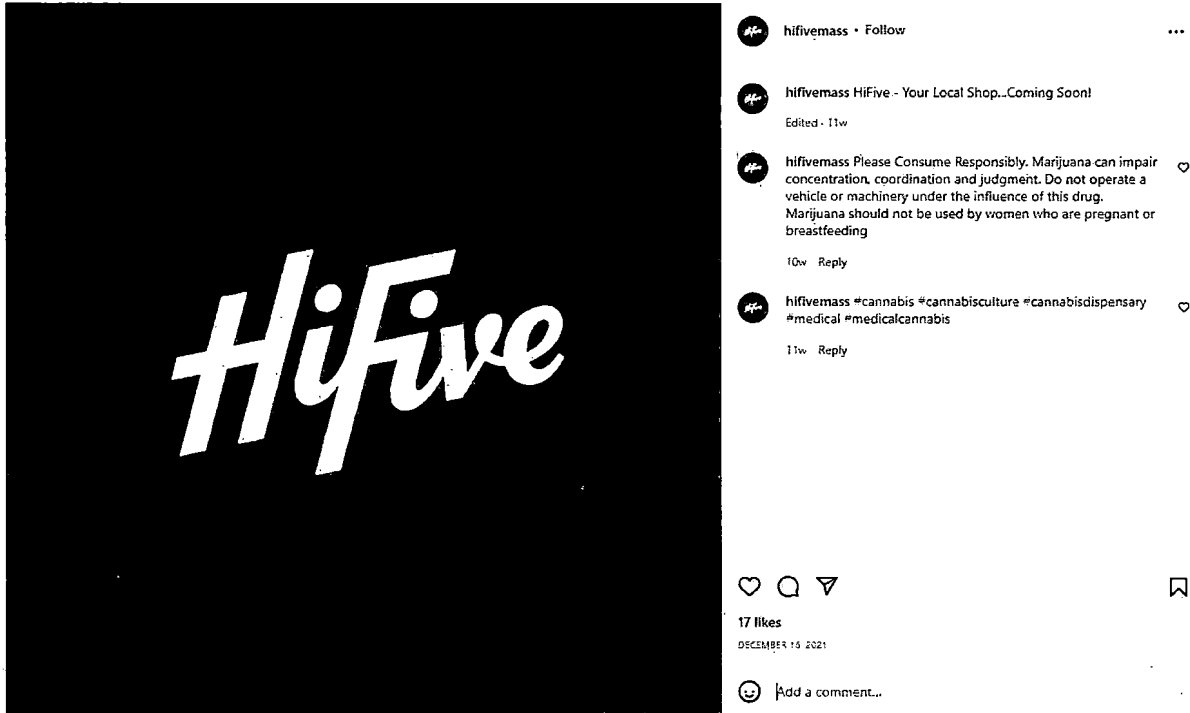 HiFive
hifivemass • Follow
hifivemass HiFive - Your Local Shop...Coming Soon!
Edited · 11w
hifivemass Please Consume Responsibly. Marijuana can impair
concentration, coordination and judgment. Do not operate a
vehicle or machinery under the influence of this drug.
Marijuana should not be used by women who are pregnant or
breastfeeding
10w Reply
hifivemass #cannabis #cannabisculture #cannabisdispensary
#medical #medicalcannabis
11w Reply
17 likes
DECEMBER 16, 2021
Add a comment...